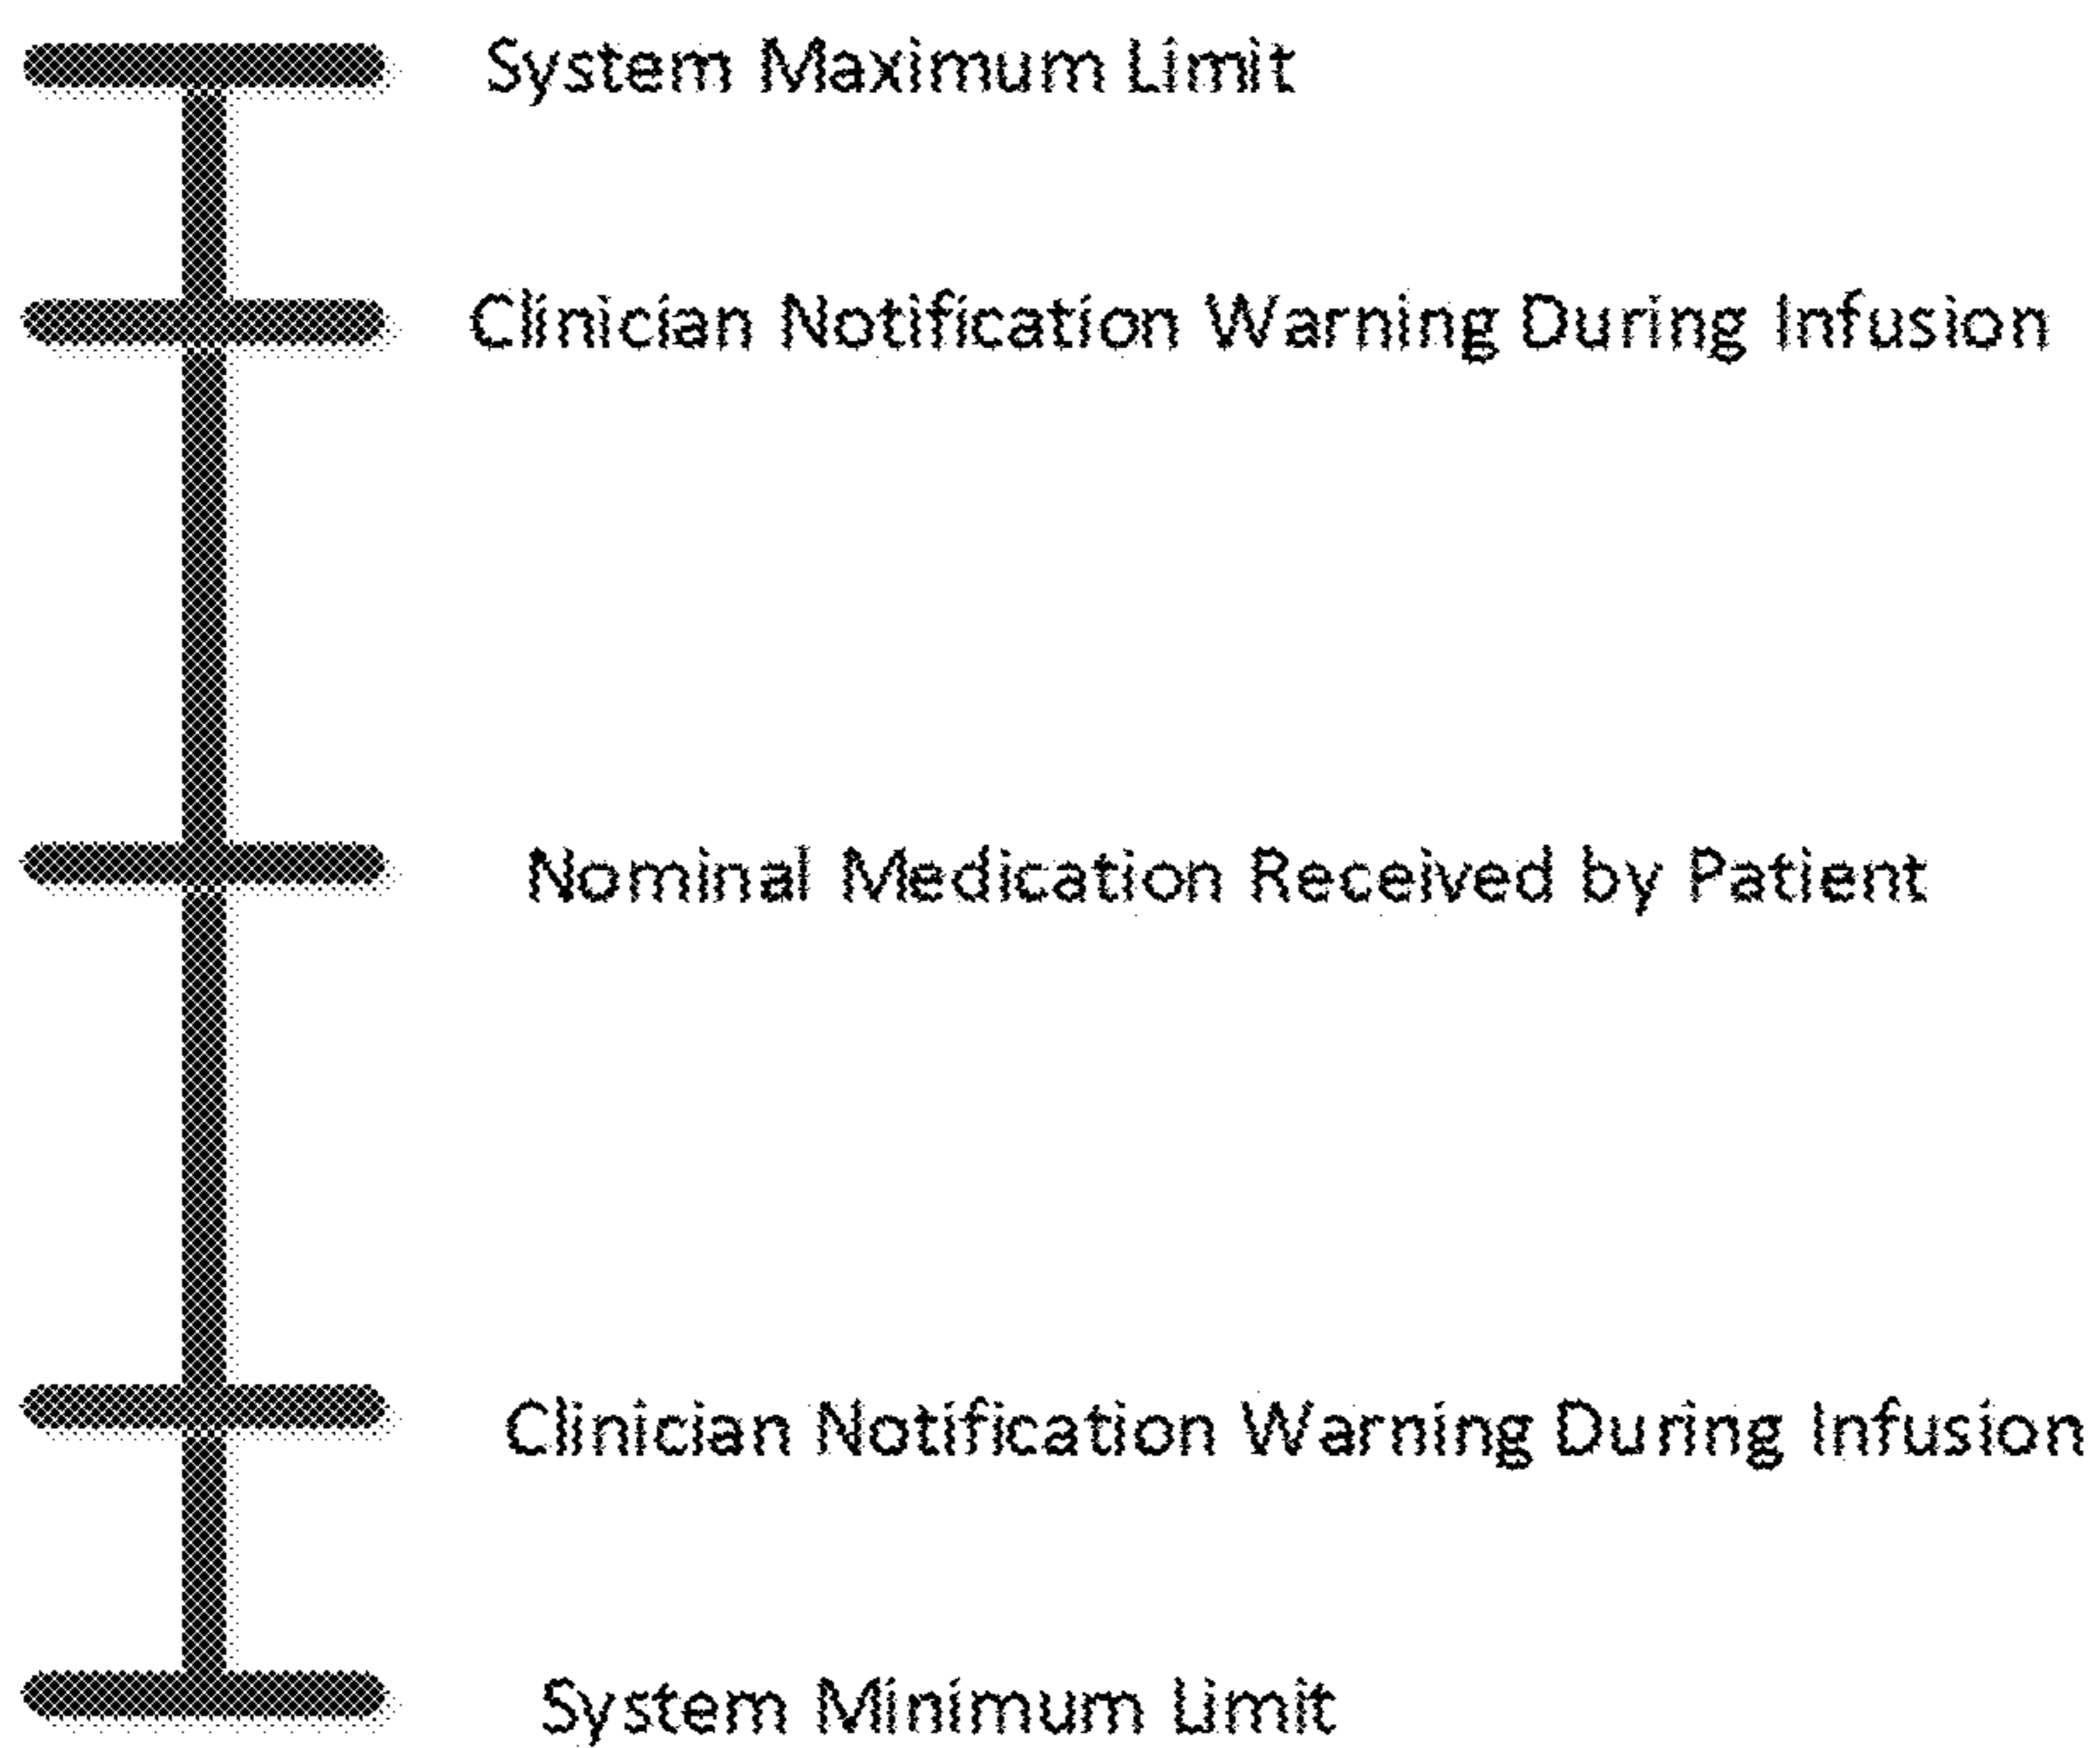 System Maximum Limit
Clinician Notification Warning During Infusion
Nominal Medication Received by Patient
Clinician Notification Warning During Infusion
System Minimum Limit